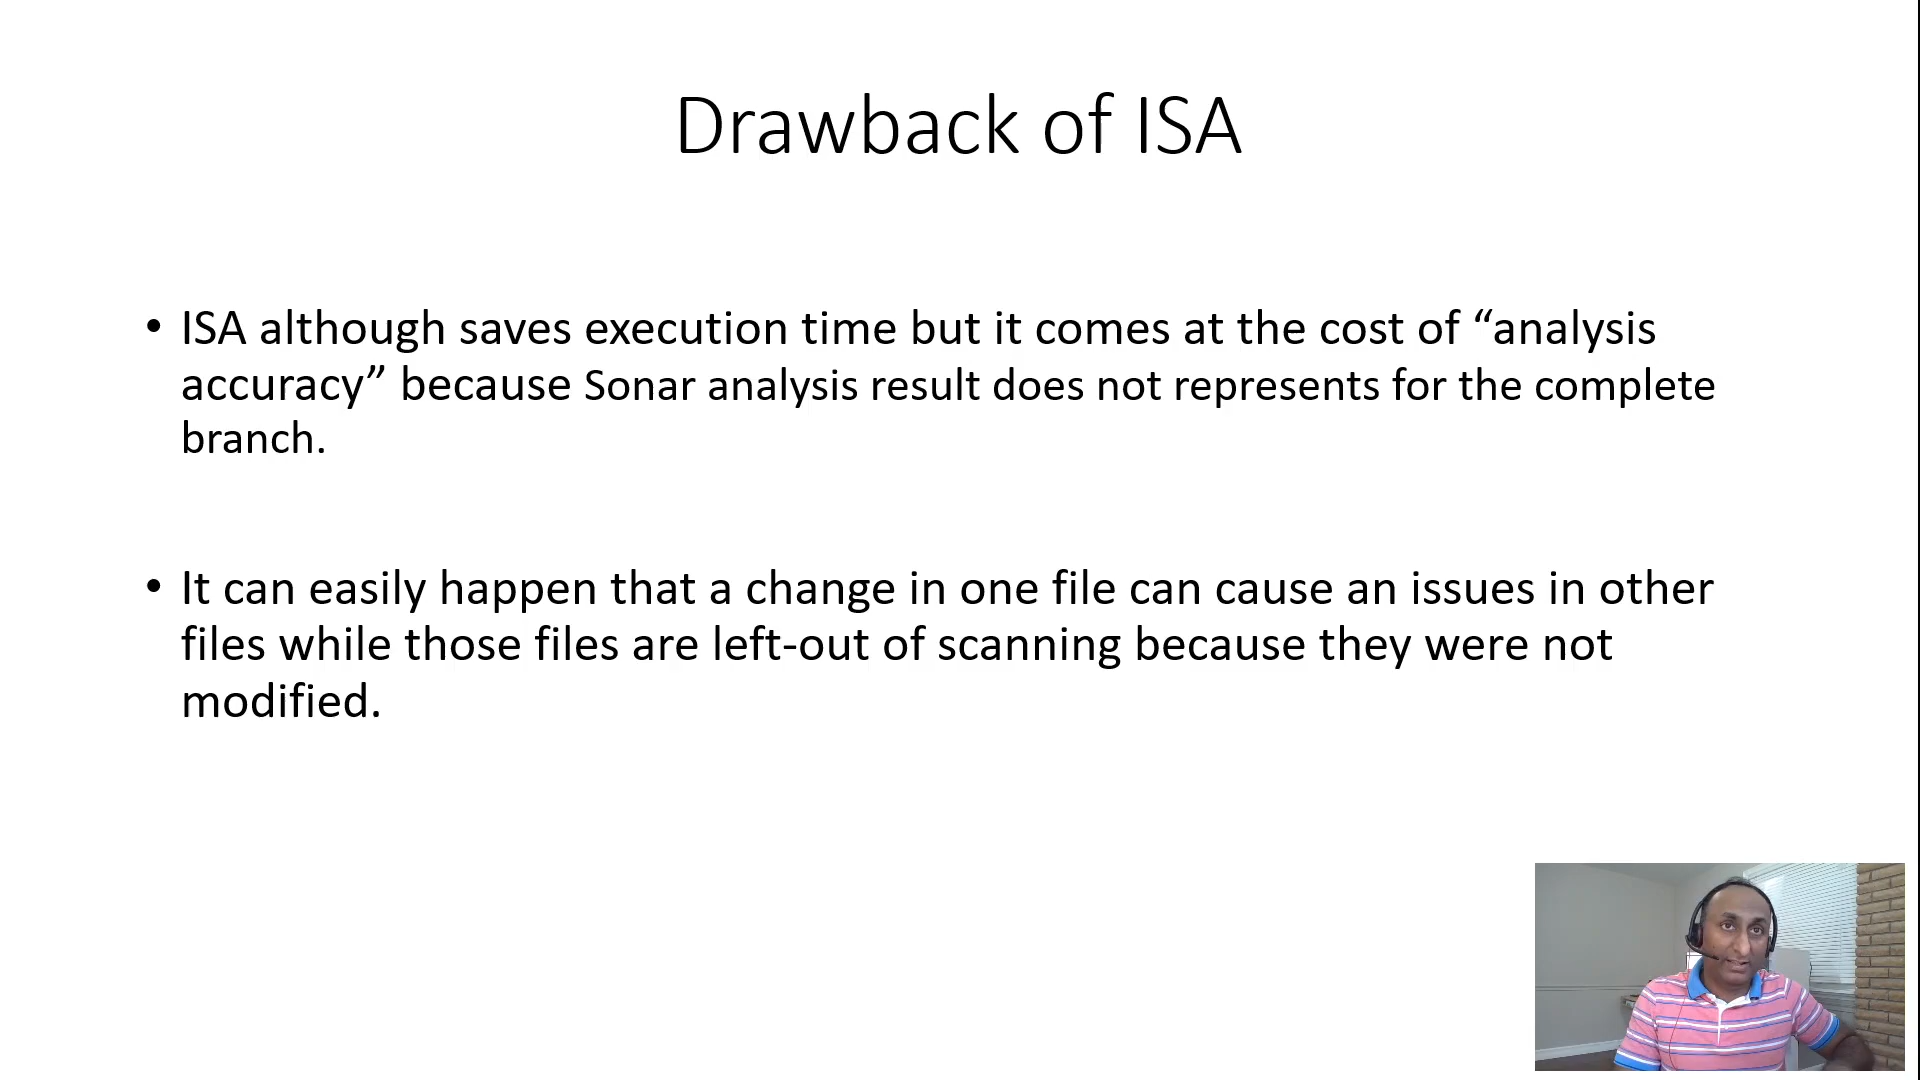 Drawback of ISA
• ISA although saves execution time but it comes at the cost of “analysis
accuracy” because Sonar analysis result does not represents for the complete
branch.
• It can easily happen that a change in one file can cause an issues in other
files while those files are left-out of scanning because they were not
modified.